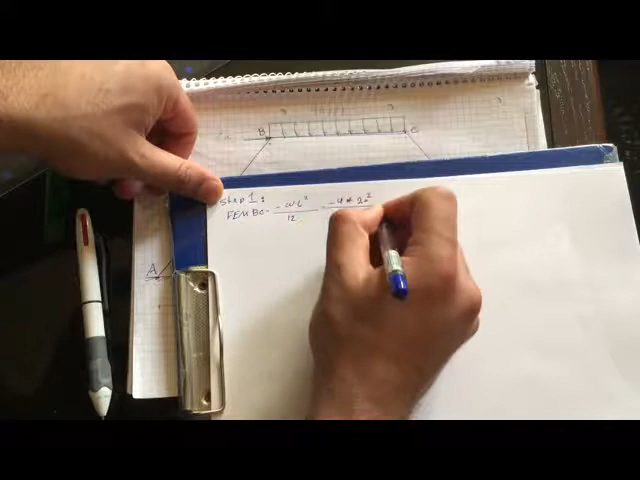 B C
Step 1:
FEM BC = -WL² / 12 = -4 * 20²
A